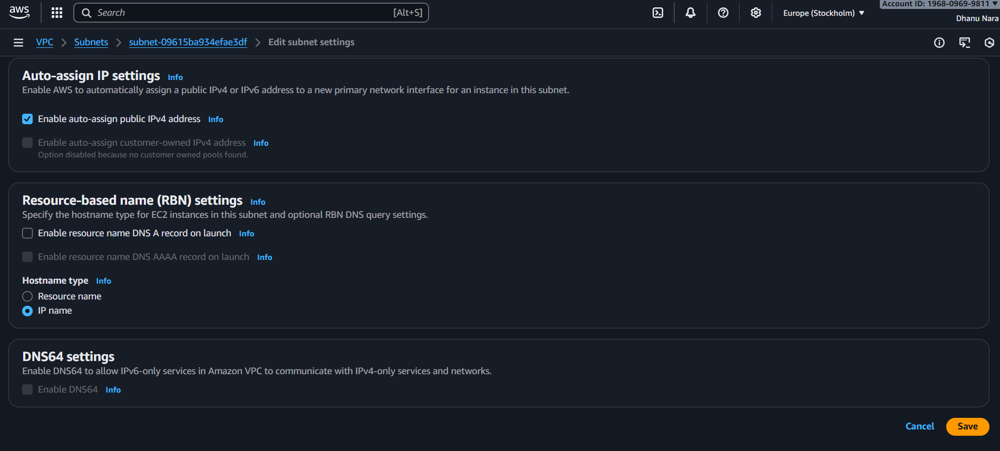 aws
Search
[Alt+S]
Europe (Stockholm)
Account ID: 1968-0969-9811
Dhanu Nara
VPC
Subnets
subnet-09615ba934efae3df
Edit subnet settings
Auto-assign IP settings Info
Enable AWS to automatically assign a public IPv4 or IPv6 address to a new primary network interface for an instance in this subnet.
Enable auto-assign public IPv4 address Info
Enable auto-assign customer-owned IPv4 address Info
Option disabled because no customer owned pools found.
Resource-based name (RBN) settings Info
Specify the hostname type for EC2 instances in this subnet and optional RBN DNS query settings.
Enable resource name DNS A record on launch Info
Enable resource name DNS AAAA record on launch Info
Hostname type Info
Resource name
IP name
DNS64 settings
Enable DNS64 to allow IPv6-only services in Amazon VPC to communicate with IPv4-only services and networks.
Enable DNS64 Info
Cancel
Save